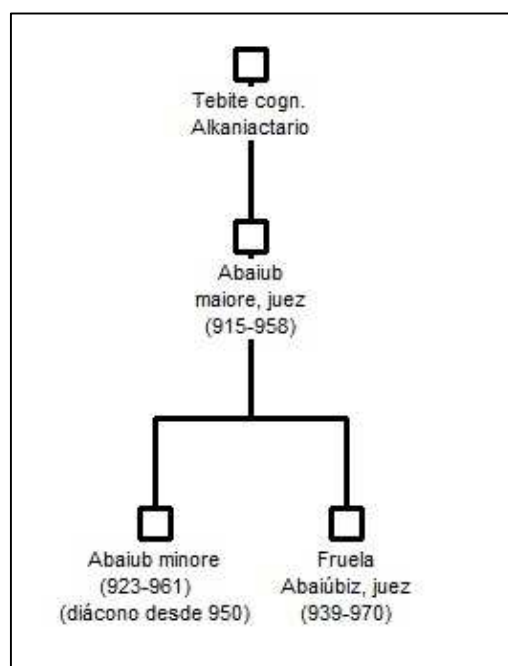 Tebite cogn.
Alkaniactario
Abaiub
maiore, juez
(915-958)
Abaiub minore
(923-961)
(diácono desde 950)
Fruela
Abaiúbiz, juez
(939-970)